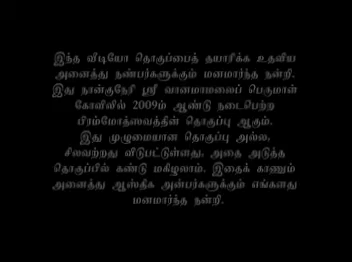 இந்த வீடியோ தொகுப்பைத் தயாரிக்க உதவிய
அனைத்து நண்பர்களுக்கும் மனமார்ந்த நன்றி.
இது நான்குநேரி ஸ்ரீ வானமாமலைப் பெருமாள்
கோவிலில் 2009ம் ஆண்டு நடைபெற்ற
பிரம்மோத்ஸவத்தின் தொகுப்பு ஆகும்.
இது முழுமையான தொகுப்பு அல்ல,
சிலவற்றது விடுபட்டுள்ளது, அதை அடுத்த
தொகுப்பில் கண்டு மகிழலாம். இதைக் காணும்
அனைத்து ஆஸ்திக அன்பர்களுக்கும் எங்களது
மனமார்ந்த நன்றி.